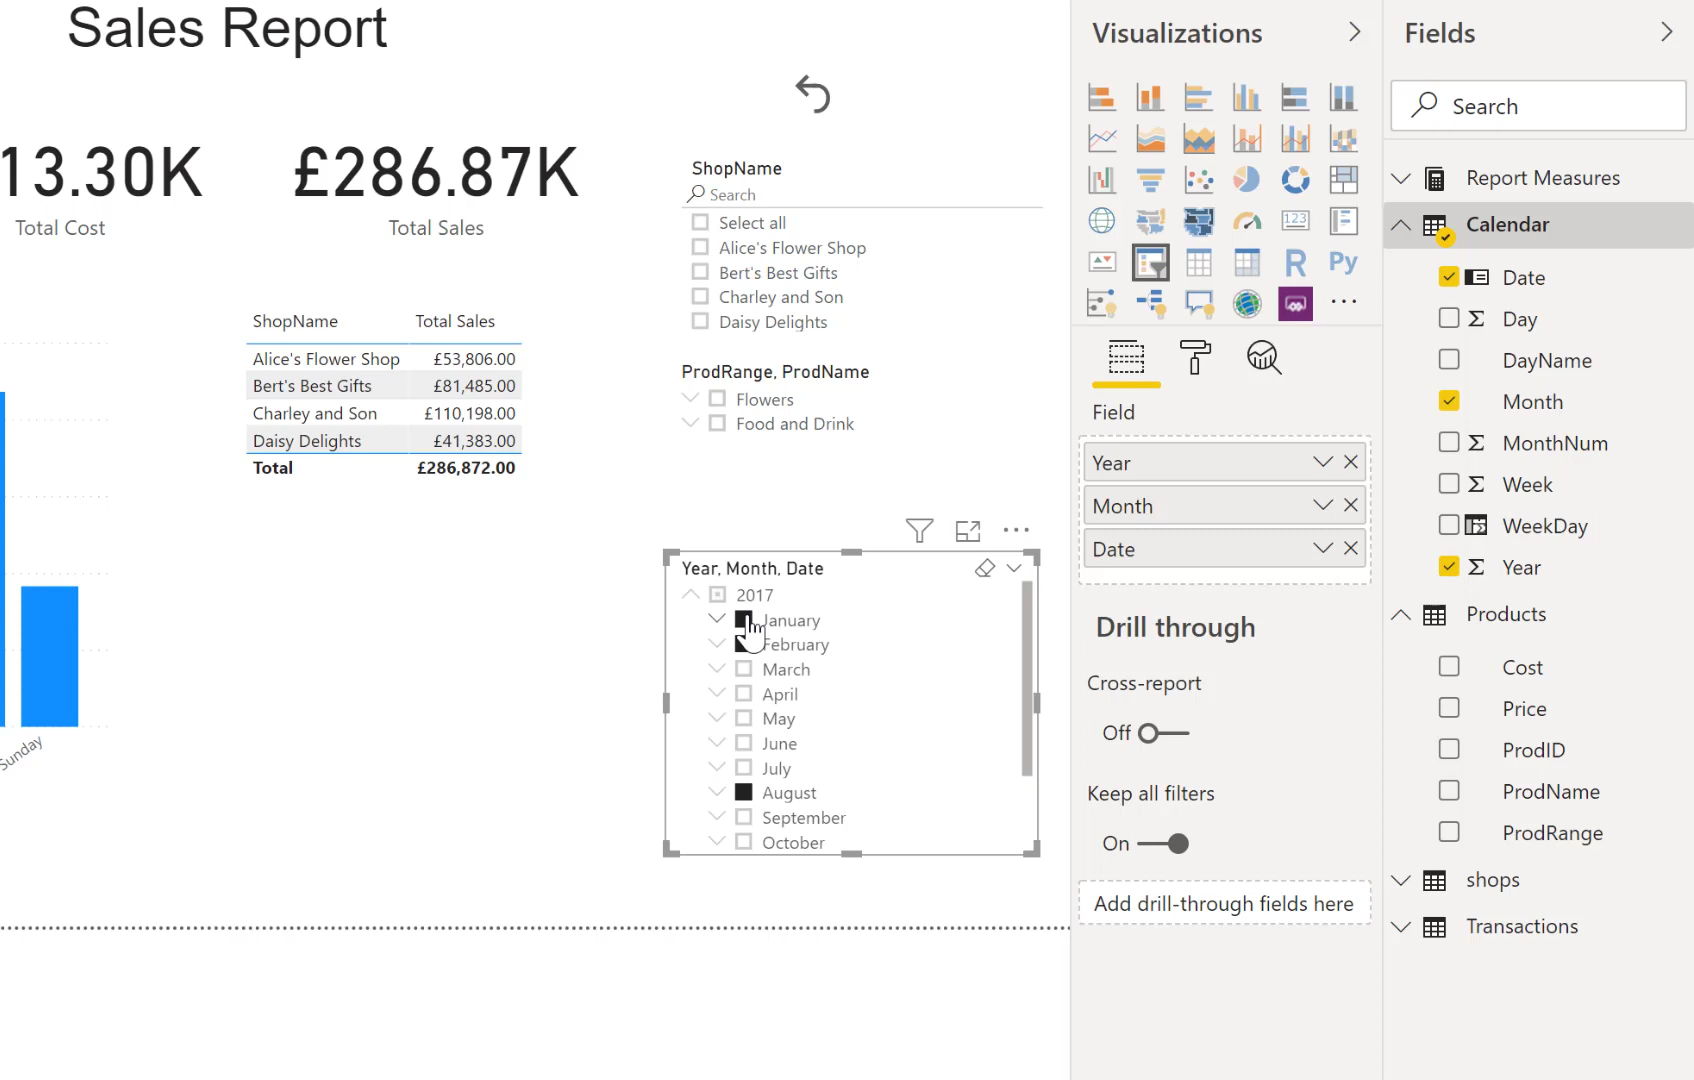 Sales Report
13.30K
Total Cost
£286.87K
Total Sales
ShopName Total Sales
Alice's Flower Shop £53,806.00
Bert's Best Gifts £81,485.00
Charley and Son £110,198.00
Daisy Delights £41,383.00
Total £286,872.00
Sunday
ShopName
Search
Select all
Alice's Flower Shop
Bert's Best Gifts
Charley and Son
Daisy Delights
ProdRange, ProdName
Flowers
Food and Drink
Year, Month, Date
2017
January
February
March
April
May
June
July
August
September
October
Visualizations
123
R
Py
Field
Year
Month
Date
Drill through
Cross-report
Off
Keep all filters
On
Add drill-through fields here
Fields
Search
Report Measures
Calendar
Date
Day
DayName
Month
MonthNum
Week
WeekDay
Year
Products
Cost
Price
ProdID
ProdName
ProdRange
shops
Transactions